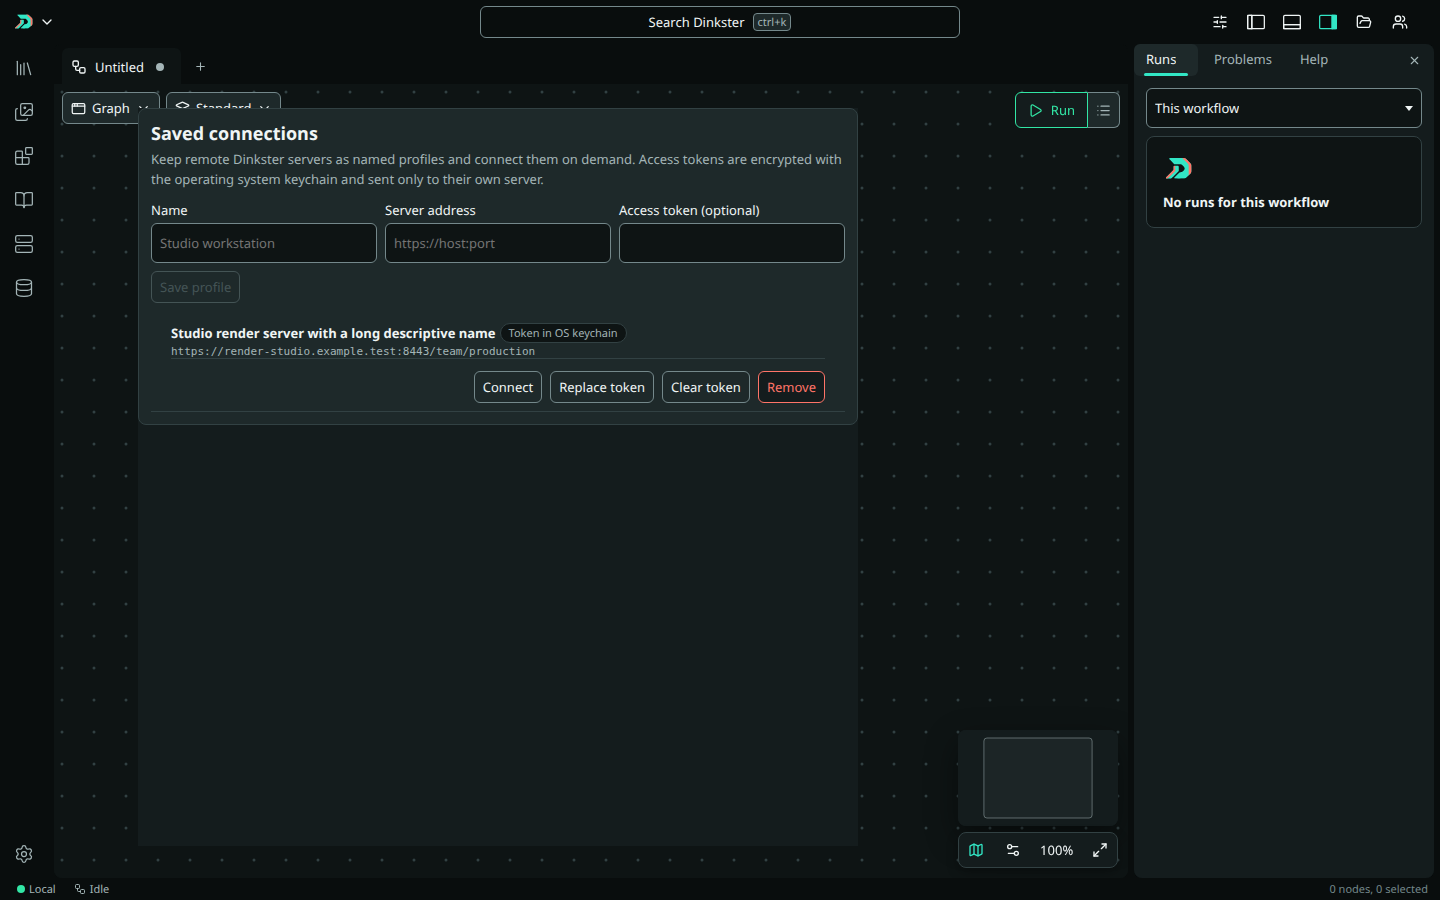 Search Dinkster ctrl+k
Untitled
Runs Problems Help
Graph Standard
Run
This workflow
No runs for this workflow
Saved connections
Keep remote Dinkster servers as named profiles and connect them on demand. Access tokens are encrypted with
the operating system keychain and sent only to their own server.
Name Server address Access token (optional)
Studio workstation https://host:port
Save profile
Studio render server with a long descriptive name Token in OS keychain
https://render-studio.example.test:8443/team/production
Connect Replace token Clear token Remove
100%
Local Idle 0 nodes, 0 selected